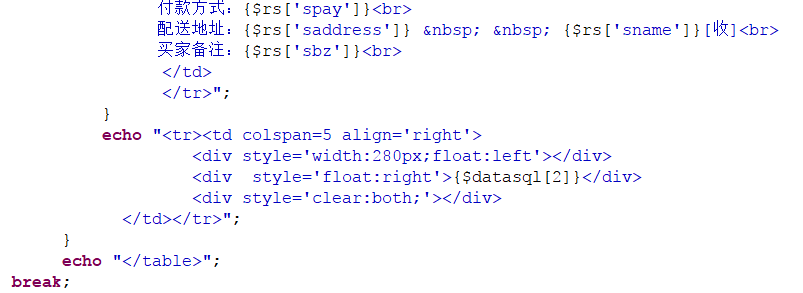 付款方式：{$rs['spay']}<br>
配送地址：{$rs['saddress']} &nbsp; &nbsp; {$rs['sname']}[收]<br>
买家备注：{$rs['sbz']}<br>
</td>
</tr>";
}
echo "<tr><td colspan=5 align='right'>
<div style='width:280px;float:left'></div>
<div  style='float:right'>{$datasql[2]}</div>
<div style='clear:both;'></div>
</td></tr>";
}
echo "</table>";
break;